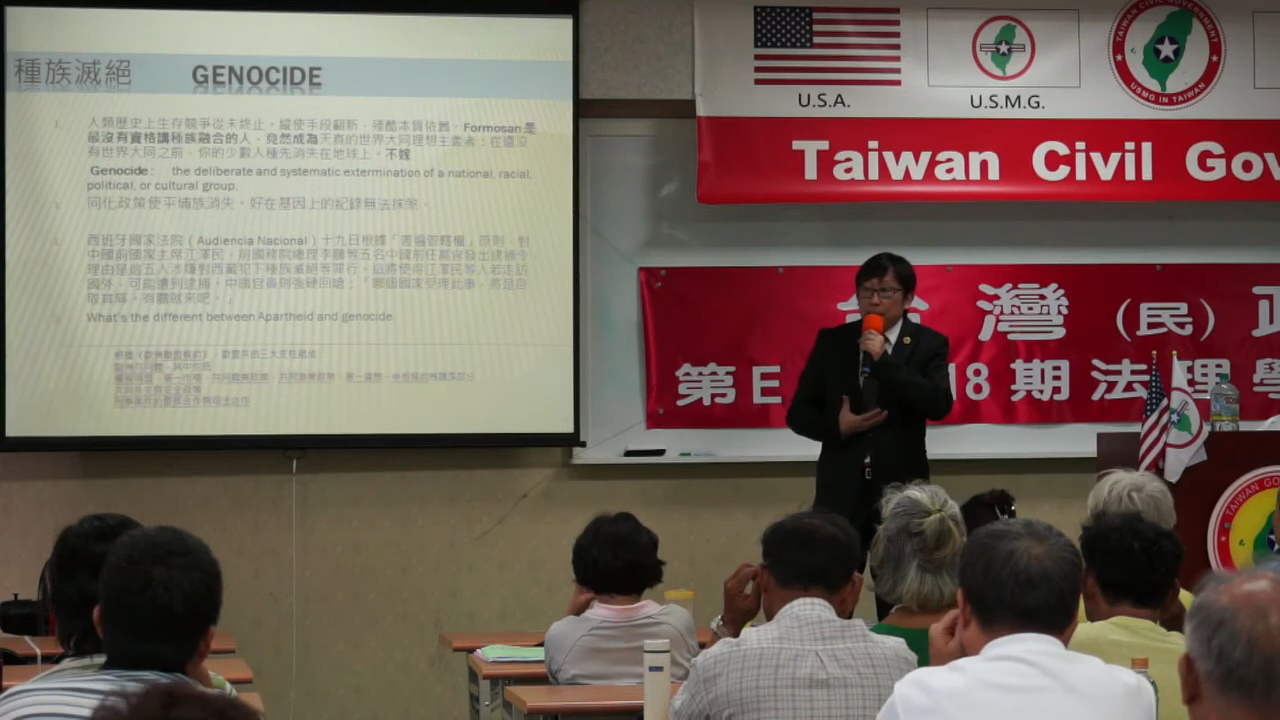 種族滅絕 GENOCIDE
人類歷史上生存競爭從未終止。縱使手段翻新,殘酷本質依舊。Formosan 是
最沒有資格講種族融合的人,竟然成為天真的世界大同理想主義者;在還沒
有世界大同之前,你的少數人種先消失在地球上。不嫁
Genocide: the deliberate and systematic extermination of a national, racial,
political, or cultural group.
同化政策使平埔族消失。好在基因上的紀錄無法抹煞。
西班牙國家法院(Audiencia Nacional)十九日根據「普世管轄權」原則,對
中國前國家主席江澤民,前國務院總理李鵬等五名中國前任高官發出逮捕令
理由是這五人涉嫌對西藏犯下種族滅絕等罪行。這將使得江澤民等人若走訪
國外,可能遭到逮捕。中國官員則強硬回嗆:「哪個國家受理此事,將是自
取其辱。有膽就來吧。」
What's the different between Apartheid and genocide
U.S.A.
U.S.M.G.
TAIWAN CIVIL GOVERNMENT
USMG IN TAIWAN
Taiwan Civil Gov
灣 (民) 政
第 E 18 期 法 理 學
TAIWAN GO